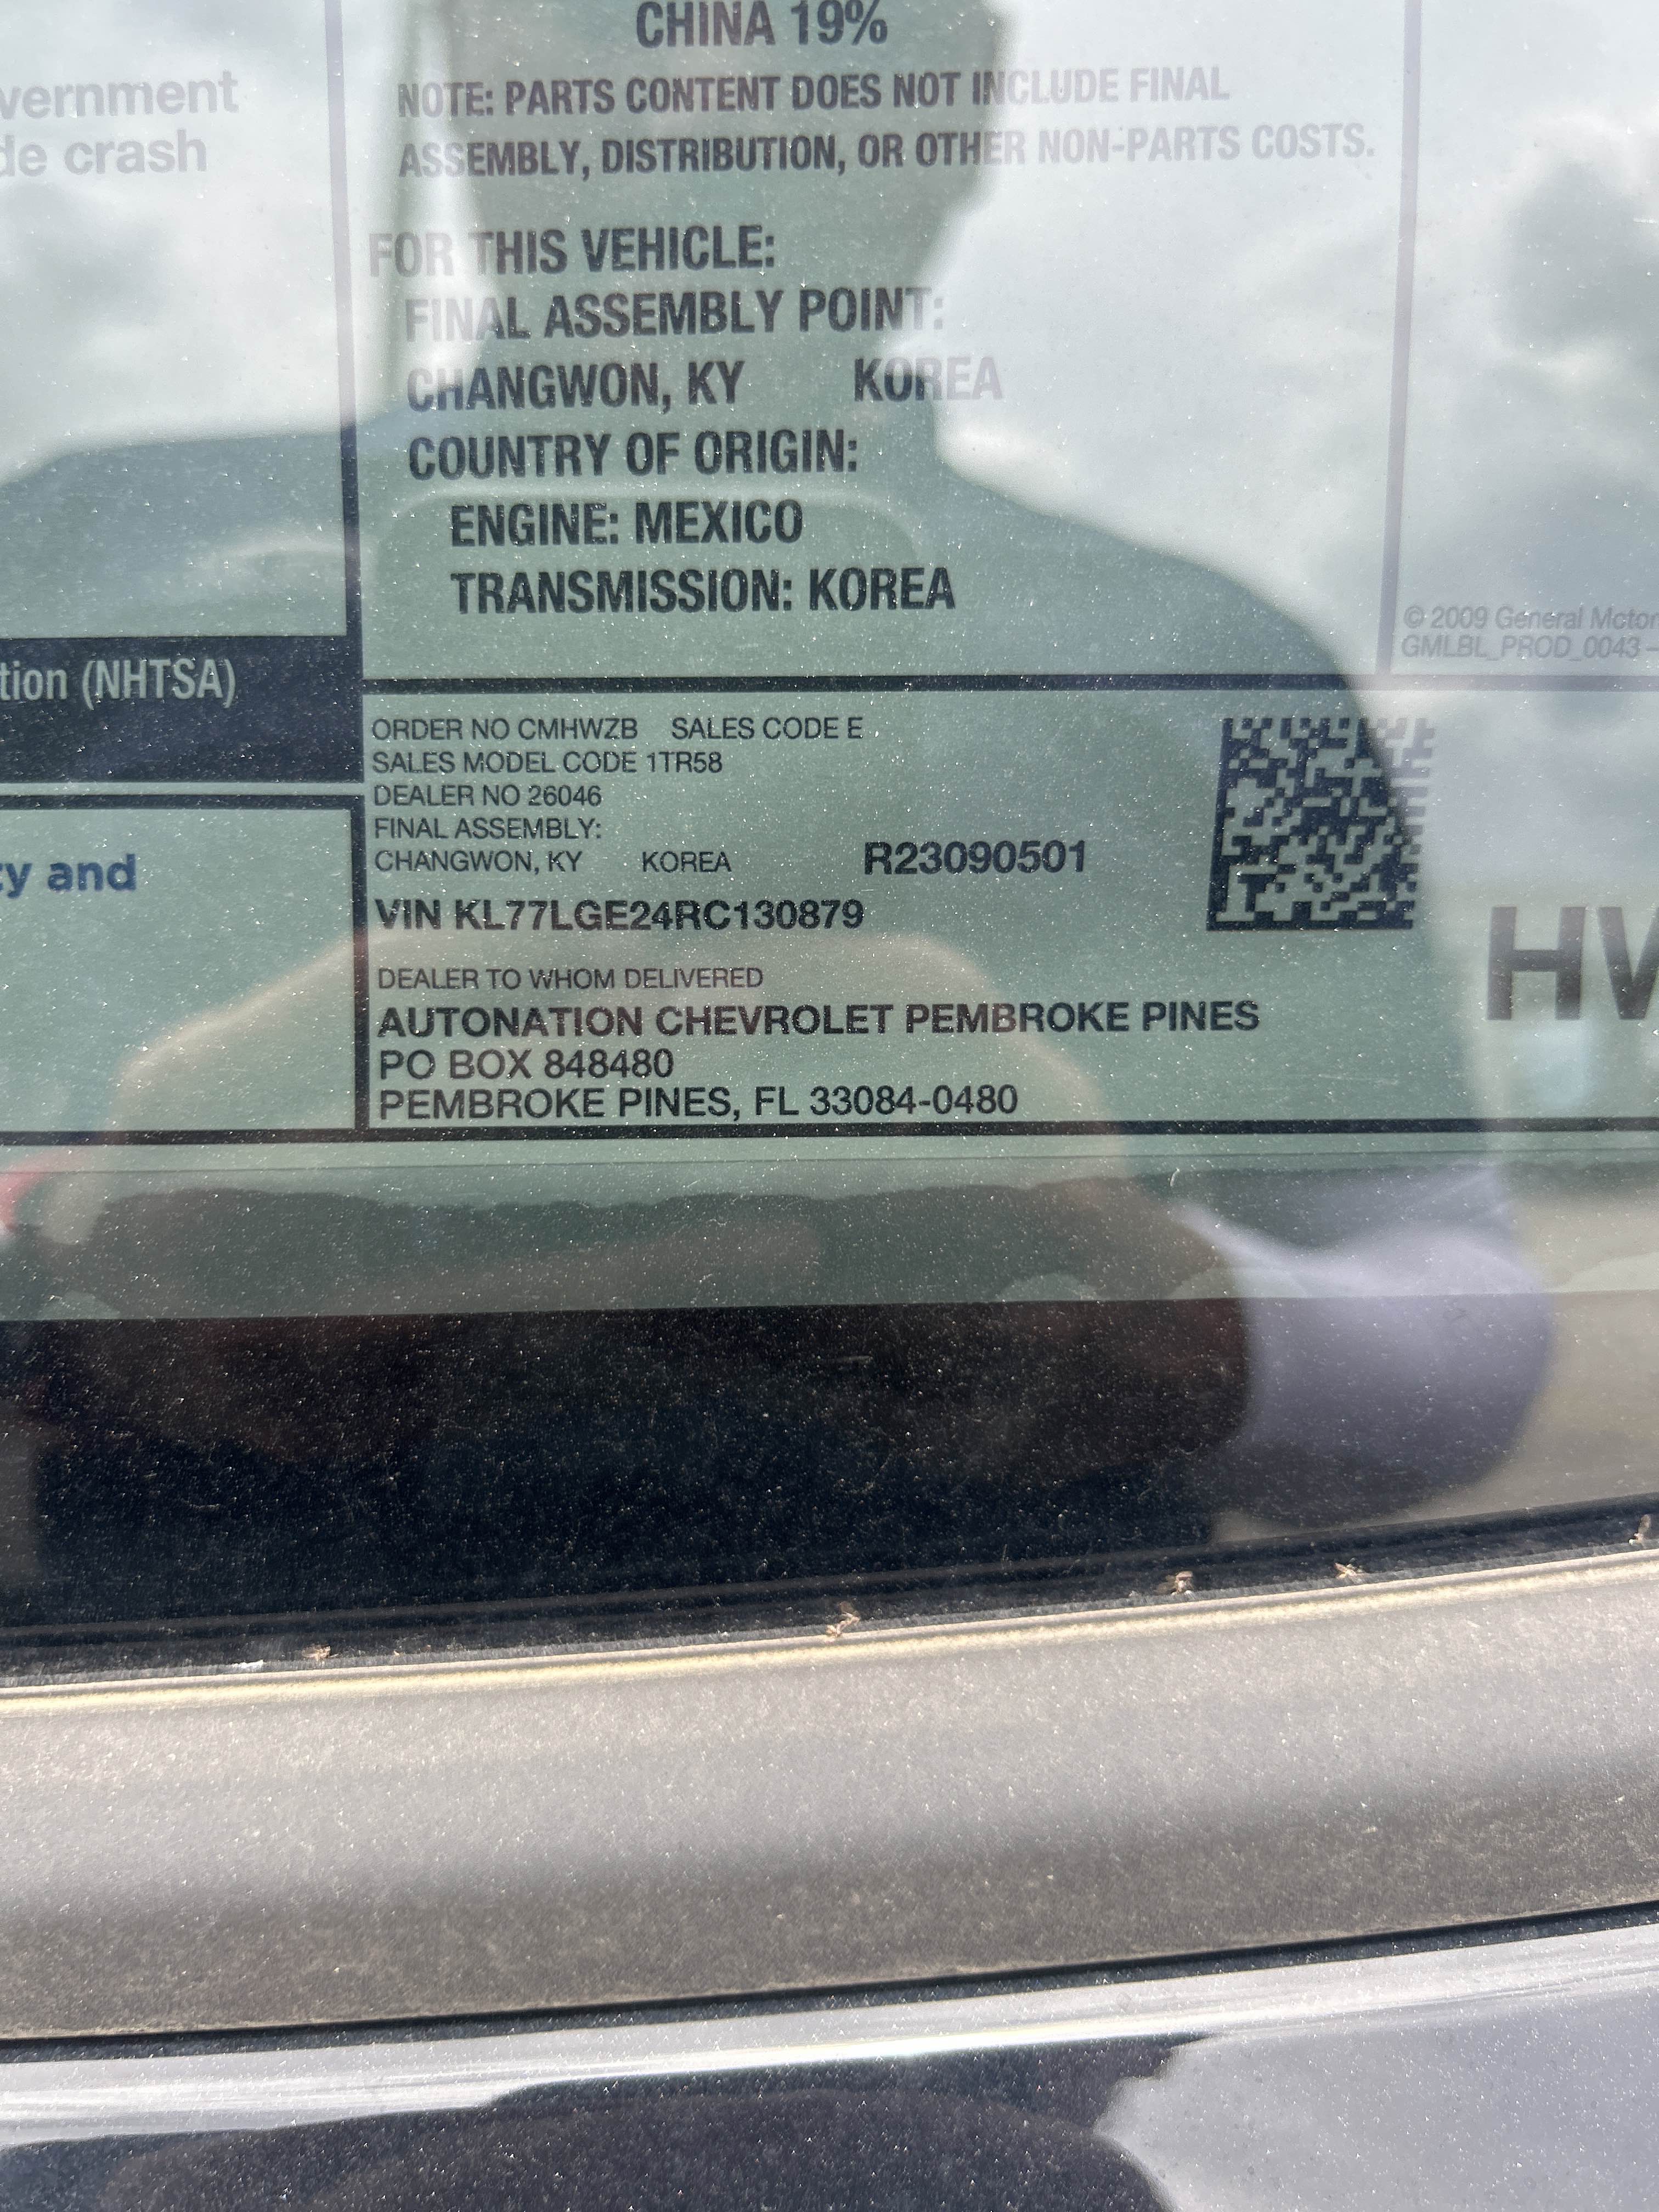 CHINA 19%
NOTE: PARTS CONTENT DOES NOT INCLUDE FINAL
ASSEMBLY, DISTRIBUTION, OR OTHER NON-PARTS COSTS.
vernment
de crash
FOR THIS VEHICLE:
FINAL ASSEMBLY POINT:
CHANGWON, KY KOREA
COUNTRY OF ORIGIN:
ENGINE: MEXICO
TRANSMISSION: KOREA
© 2009 General Motor
GMLBL_PROD_0043 –
tion (NHTSA)
ORDER NO CMHWZB SALES CODE E
SALES MODEL CODE 1TR58
DEALER NO 26046
FINAL ASSEMBLY:
CHANGWON, KY KOREA R23090501
VIN KL77LGE24RC130879
y and
HW
DEALER TO WHOM DELIVERED
AUTONATION CHEVROLET PEMBROKE PINES
PO BOX 848480
PEMBROKE PINES, FL 33084-0480